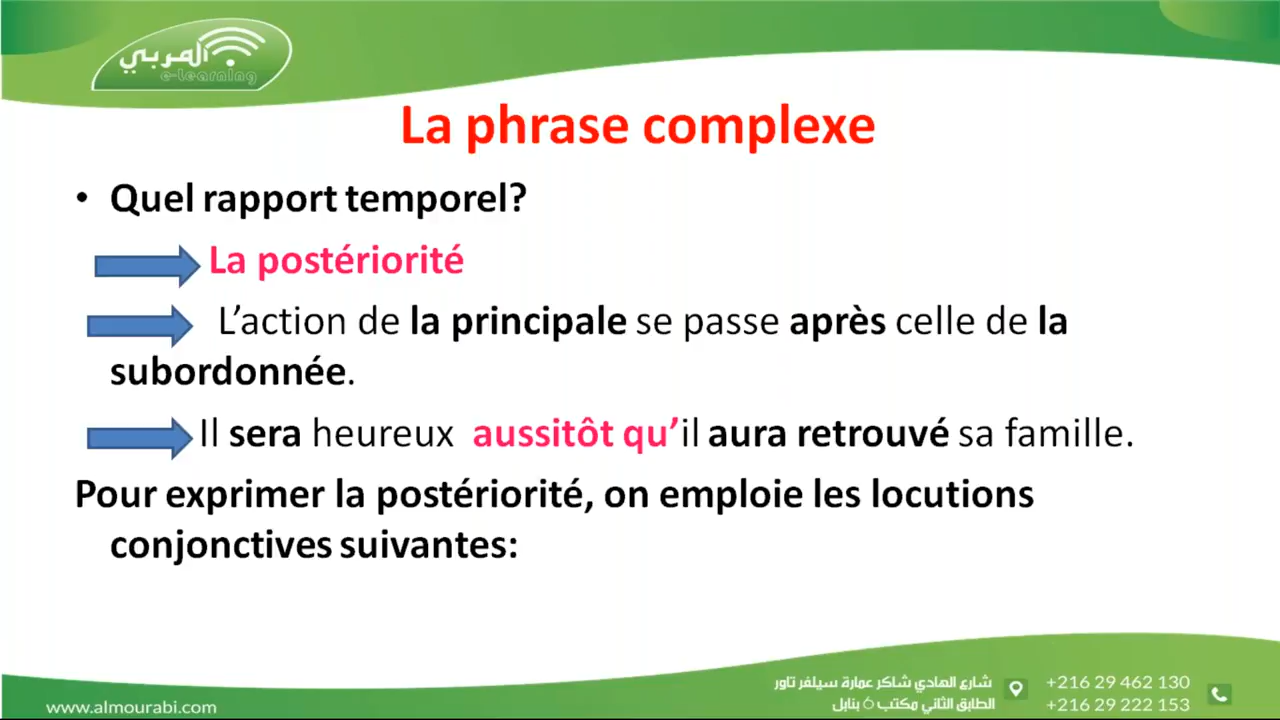 المربي
e-learning
La phrase complexe
• Quel rapport temporel?
La postériorité
L’action de la principale se passe après celle de la
subordonnée.
Il sera heureux aussitôt qu’il aura retrouvé sa famille.
Pour exprimer la postériorité, on emploie les locutions
conjonctives suivantes:
شارع الهادي شاكر عمارة سيلفر تاور
الطابق الثاني مكتب 6 بنابل
+216 29 462 130
+216 29 222 153
www.almourabi.com